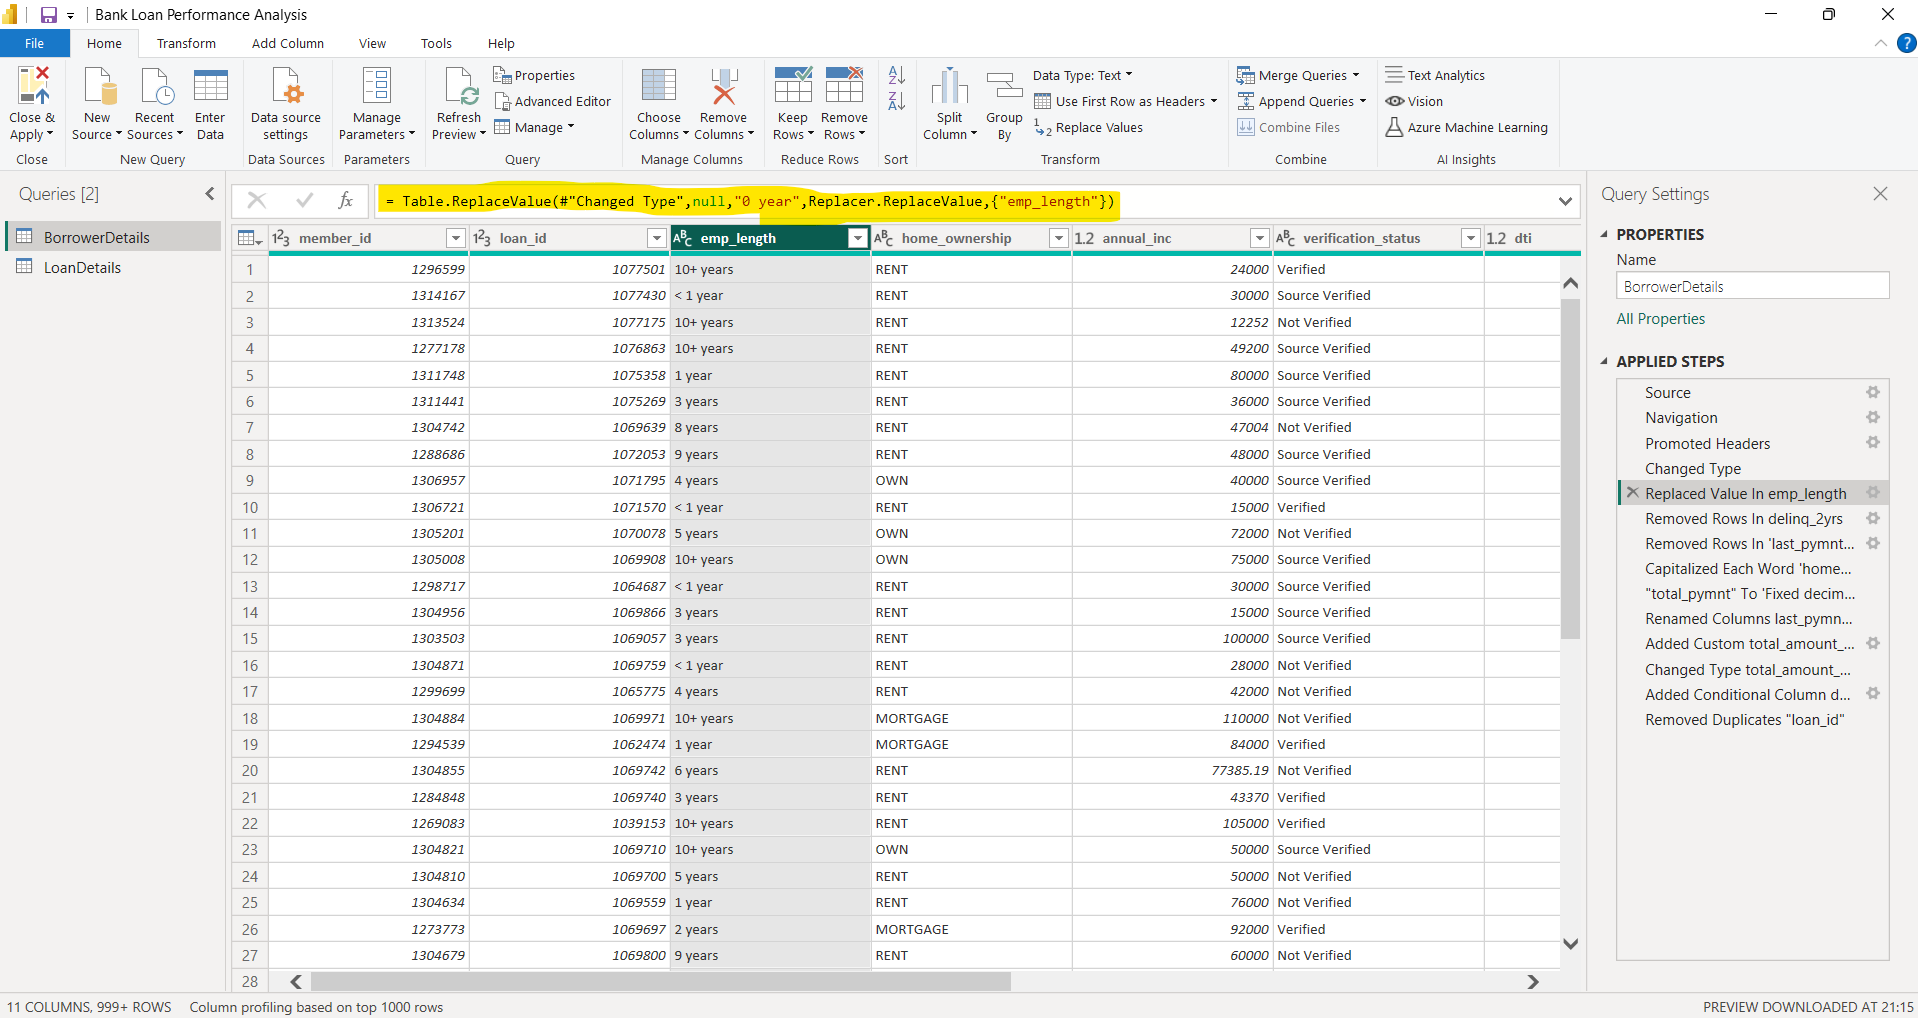 Bank Loan Performance Analysis
File Home Transform Add Column View Tools Help
Close & Apply
Close
New Source
Recent Sources
Enter Data
New Query
Data source settings
Data Sources
Manage Parameters
Parameters
Refresh Preview
Properties
Advanced Editor
Manage
Query
Choose Columns
Remove Columns
Manage Columns
Keep Rows
Remove Rows
Reduce Rows
Sort
Split Column
Group By
Data Type: Text
Use First Row as Headers
Replace Values
Transform
Merge Queries
Append Queries
Combine Files
Combine
Text Analytics
Vision
Azure Machine Learning
AI Insights
Queries [2]
BorrowerDetails
LoanDetails
fx = Table.ReplaceValue(#"Changed Type",null,"0 year",Replacer.ReplaceValue,{"emp_length"})
123 member_id 123 loan_id ABC emp_length ABC home_ownership 1.2 annual_inc ABC verification_status 1.2 dti
1 1296599 1077501 10+ years RENT 24000 Verified
2 1314167 1077430 < 1 year RENT 30000 Source Verified
3 1313524 1077175 10+ years RENT 12252 Not Verified
4 1277178 1076863 10+ years RENT 49200 Source Verified
5 1311748 1075358 1 year RENT 80000 Source Verified
6 1311441 1075269 3 years RENT 36000 Source Verified
7 1304742 1069639 8 years RENT 47004 Not Verified
8 1288686 1072053 9 years RENT 48000 Source Verified
9 1306957 1071795 4 years OWN 40000 Source Verified
10 1306721 1071570 < 1 year RENT 15000 Verified
11 1305201 1070078 5 years OWN 72000 Not Verified
12 1305008 1069908 10+ years OWN 75000 Source Verified
13 1298717 1064687 < 1 year RENT 30000 Source Verified
14 1304956 1069866 3 years RENT 15000 Source Verified
15 1303503 1069057 3 years RENT 100000 Source Verified
16 1304871 1069759 < 1 year RENT 28000 Not Verified
17 1299699 1065775 4 years RENT 42000 Not Verified
18 1304884 1069971 10+ years MORTGAGE 110000 Not Verified
19 1294539 1062474 1 year MORTGAGE 84000 Verified
20 1304855 1069742 6 years RENT 77385.19 Not Verified
21 1284848 1069740 3 years RENT 43370 Verified
22 1269083 1039153 10+ years RENT 105000 Verified
23 1304821 1069710 10+ years OWN 50000 Source Verified
24 1304810 1069700 5 years RENT 50000 Not Verified
25 1304634 1069559 1 year RENT 76000 Not Verified
26 1273773 1069697 2 years MORTGAGE 92000 Verified
27 1304679 1069800 9 years RENT 60000 Not Verified
28
Query Settings
PROPERTIES
Name
BorrowerDetails
All Properties
APPLIED STEPS
Source
Navigation
Promoted Headers
Changed Type
Replaced Value In emp_length
Removed Rows In delinq_2yrs
Removed Rows In 'last_pymnt...
Capitalized Each Word 'home...
"total_pymnt" To 'Fixed decim...
Renamed Columns last_pymn...
Added Custom total_amount_...
Changed Type total_amount_...
Added Conditional Column d...
Removed Duplicates "loan_id"
11 COLUMNS, 999+ ROWS Column profiling based on top 1000 rows PREVIEW DOWNLOADED AT 21:15